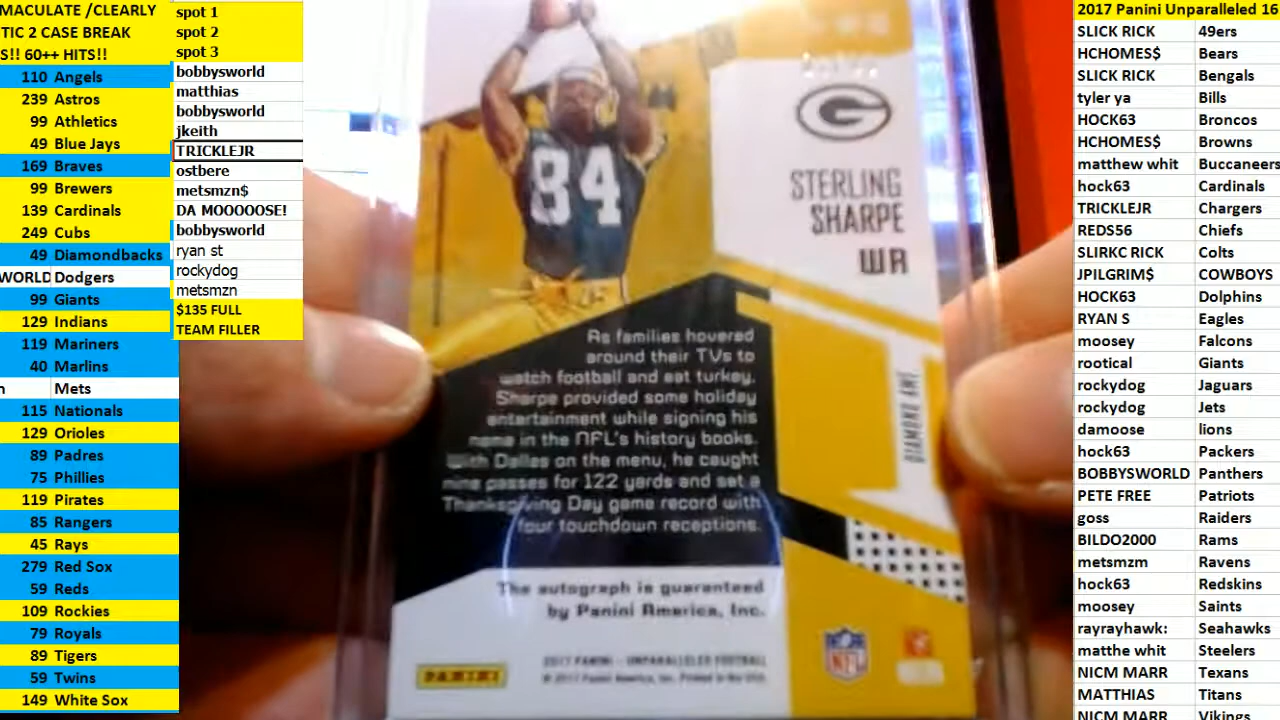 MACULATE /CLEARLY
TIC 2 CASE BREAK
S!! 60++ HITS!!
110 Angels
239 Astros
99 Athletics
49 Blue Jays
169 Braves
99 Brewers
139 Cardinals
249 Cubs
49 Diamondbacks
WORLD Dodgers
99 Giants
129 Indians
119 Mariners
40 Marlins
n Mets
115 Nationals
129 Orioles
89 Padres
75 Phillies
119 Pirates
85 Rangers
45 Rays
279 Red Sox
59 Reds
109 Rockies
79 Royals
89 Tigers
59 Twins
149 White Sox
spot 1
spot 2
spot 3
bobbysworld
matthias
bobbysworld
jkeith
TRICKLEJR
ostbere
metsmzn$
DA MOOOOOSE!
bobbysworld
ryan st
rockydog
metsmzn
$135 FULL
TEAM FILLER
84
G
STERLING
SHARPE
WR
As families hovered
around their TVs to
watch football and eat turkey,
Sharpe provided some holiday
entertainment while signing his
name in the NFL's history books.
With Dallas on the menu, he caught
nine passes for 122 yards and set a
Thanksgiving Day game record with
four touchdown receptions.
The autograph is guaranteed
by Panini America, Inc.
2017 PANINI - UNPARALLELED FOOTBALL
© 2017 Panini America, Inc. Printed in the USA.
PANINI
NFL
2017 Panini Unparalleled 16
SLICK RICK 49ers
HCHOMES$ Bears
SLICK RICK Bengals
tyler ya Bills
HOCK63 Broncos
HCHOMES$ Browns
matthew whit Buccaneers
hock63 Cardinals
TRICKLEJR Chargers
REDS56 Chiefs
SLIRKC RICK Colts
JPILGRIM$ COWBOYS
HOCK63 Dolphins
RYAN S Eagles
moosey Falcons
rootical Giants
rockydog Jaguars
rockydog Jets
damoose lions
hock63 Packers
BOBBYSWORLD Panthers
PETE FREE Patriots
goss Raiders
BILDO2000 Rams
metsmzm Ravens
hock63 Redskins
moosey Saints
rayrayhawk: Seahawks
matthe whit Steelers
NICM MARR Texans
MATTHIAS Titans
NICM MARR Vikings